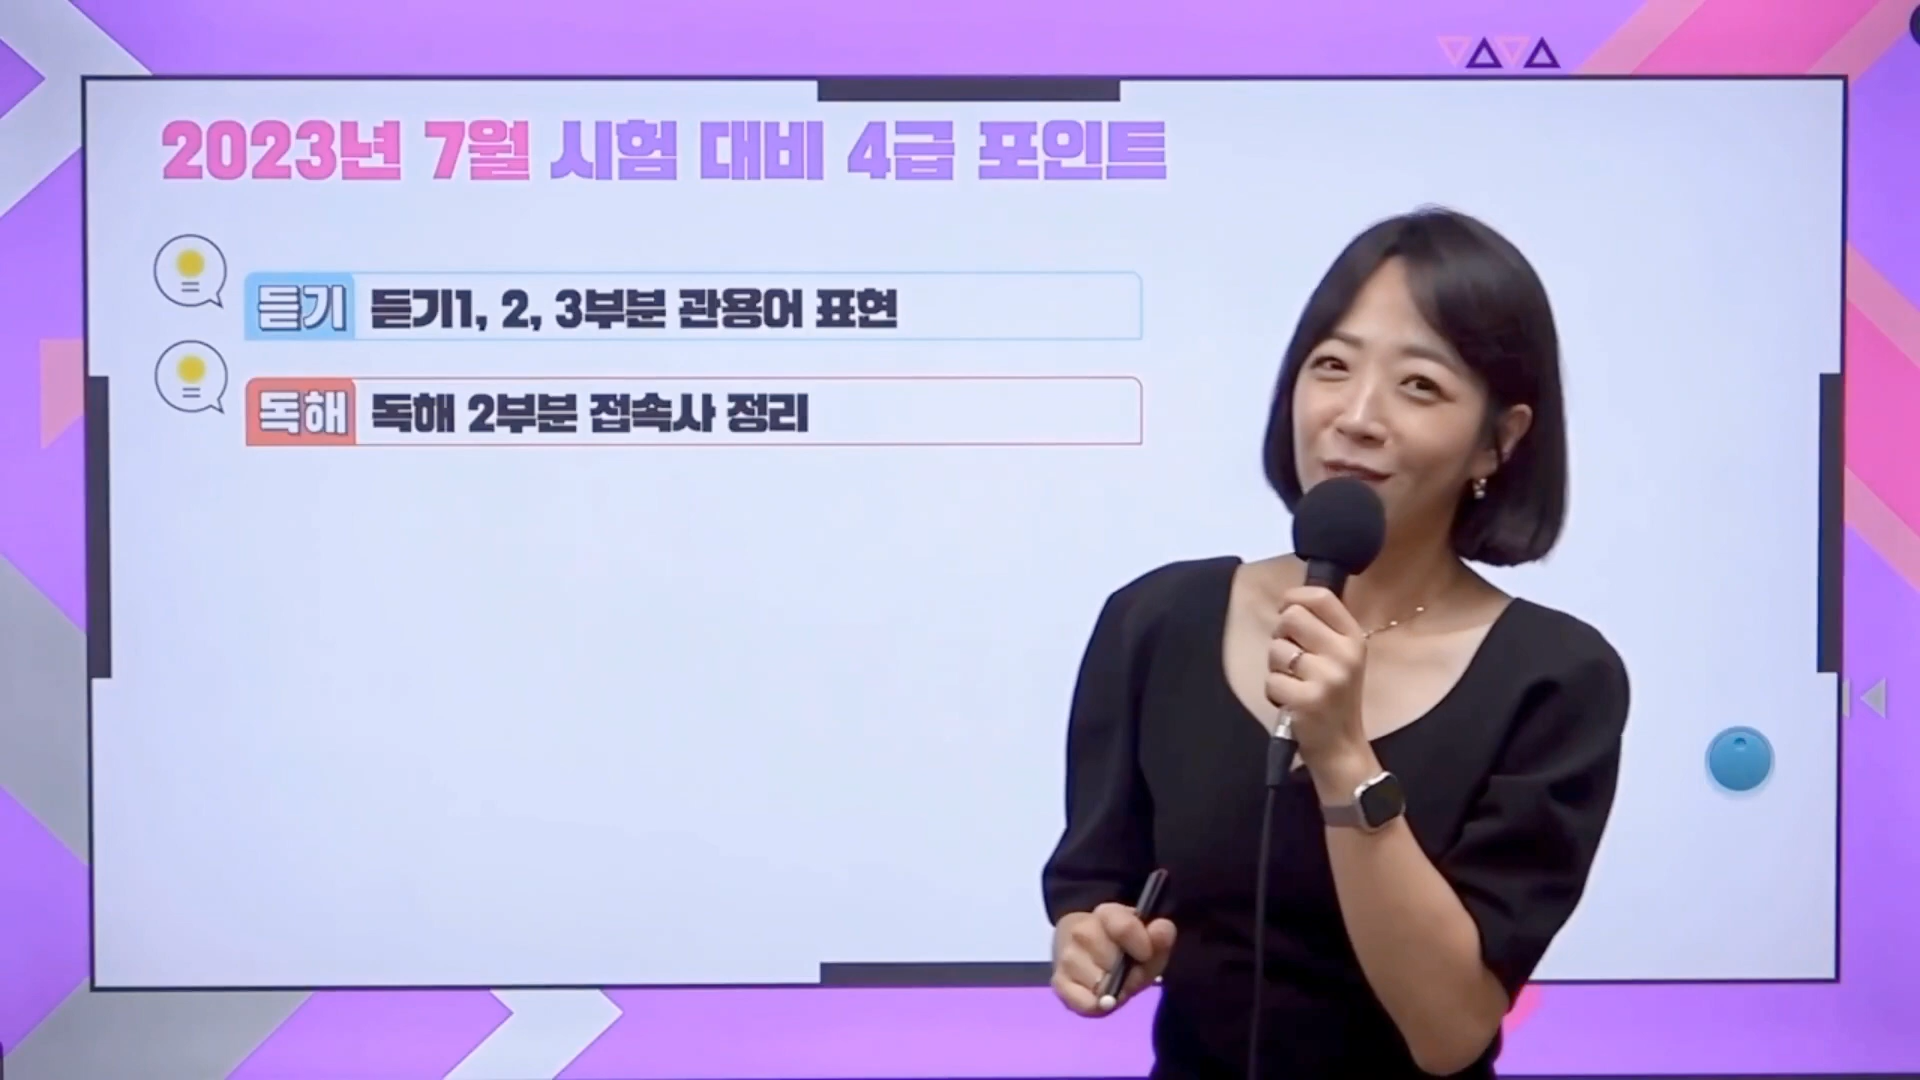 2023년 7월 시험 대비 4급 포인트
듣기 듣기1, 2, 3부분 관용어 표현
독해 독해 2부분 접속사 정리